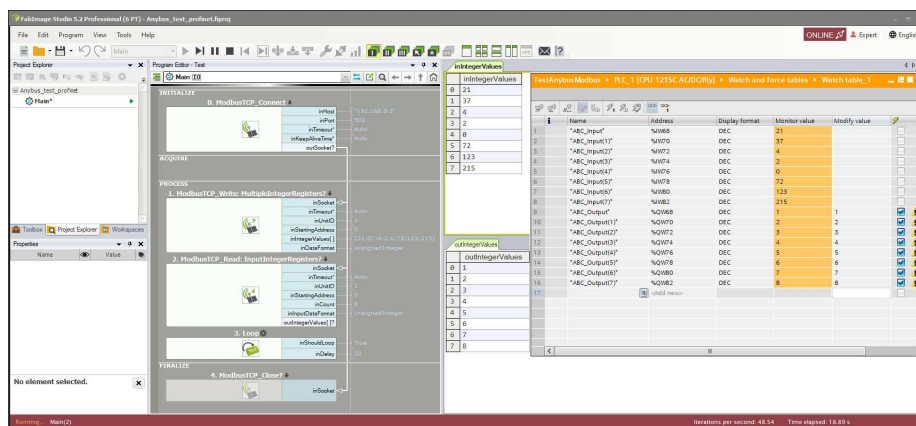 FabImage Studio 5.2 Professional (6 PT) - Anybus_test_profinet.fiproj
File Edit Program View Tools Help
ONLINE Expert English
Main
Project Explorer
Anybus_test_profinet
Main*
Toolbox Project Explorer Workspaces
Properties
Name Value
No element selected.
Program Editor - Test
Main
INITIALIZE
0. ModbusTCP_Connect
inHost "192.168.0.3"
inPort 502
inTimeout* Auto
inKeepAliveTime* Auto
outSocket?
ACQUIRE
PROCESS
1. ModbusTCP_Write: MultipleIntegerRegisters?
inSocket
inTimeout* Auto
inUnitID 1
inStartingAddress 0
inIntegerValues[] {21;37;4;2;0;72;123;215}
inDataFormat UnsignedInteger
2. ModbusTCP_Read: InputIntegerRegisters?
inSocket
inTimeout* Auto
inUnitID 1
inStartingAddress 0
inCount 8
inInputDataFormat UnsignedInteger
outIntegerValues[]?
3. Loop
inShouldLoop True
inDelay 20
FINALIZE
4. ModbusTCP_Close?
inSocket
inIntegerValues
inIntegerValues
0 21
1 37
2 4
3 2
4 0
5 72
6 123
7 215
outIntegerValues
outIntegerValues
0 1
1 2
2 3
3 4
4 5
5 6
6 7
7 8
TestAnybusModbus PLC_1 [CPU 1215C AC/DC/Rly] Watch and force tables Watch table_1
i Name Address Display format Monitor value Modify value
1 "ABC_Input" %IW68 DEC 21
2 "ABC_Input(1)" %IW70 DEC 37
3 "ABC_Input(2)" %IW72 DEC 4
4 "ABC_Input(3)" %IW74 DEC 2
5 "ABC_Input(4)" %IW76 DEC 0
6 "ABC_Input(5)" %IW78 DEC 72
7 "ABC_Input(6)" %IW80 DEC 123
8 "ABC_Input(7)" %IW82 DEC 215
9 "ABC_Output" %QW68 DEC 1 1
10 "ABC_Output(1)" %QW70 DEC 2 2
11 "ABC_Output(2)" %QW72 DEC 3 3
12 "ABC_Output(3)" %QW74 DEC 4 4
13 "ABC_Output(4)" %QW76 DEC 5 5
14 "ABC_Output(5)" %QW78 DEC 6 6
15 "ABC_Output(6)" %QW80 DEC 7 7
16 "ABC_Output(7)" %QW82 DEC 8 8
17 <Add new>
Running... Main(2)
Iterations per second: 48.54 Time elapsed: 18.89 s